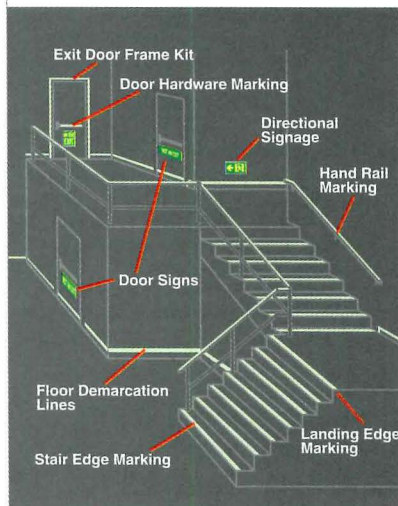 Exit Door Frame Kit
Door Hardware Marking
Directional
Signage
Hand Rail
Marking
Door Signs
Floor Demarcation
Lines
Stair Edge Marking
Landing Edge
Marking